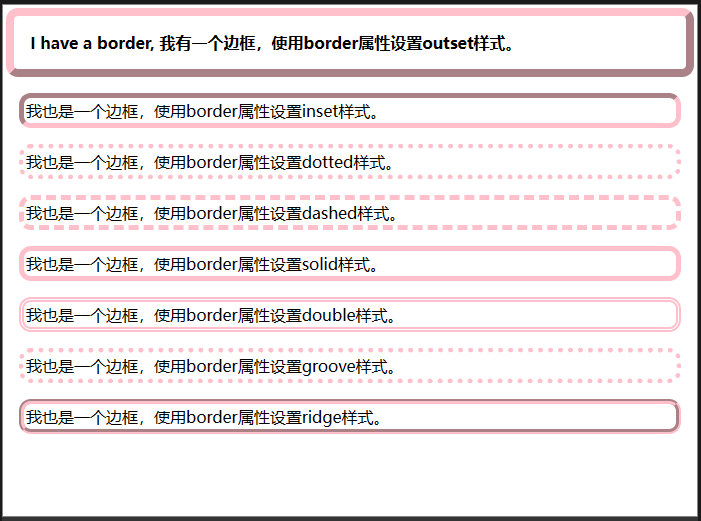 I have a border, 我有一个边框，使用border属性设置outset样式。
我也是一个边框，使用border属性设置inset样式。
我也是一个边框，使用border属性设置dotted样式。
我也是一个边框，使用border属性设置dashed样式。
我也是一个边框，使用border属性设置solid样式。
我也是一个边框，使用border属性设置double样式。
我也是一个边框，使用border属性设置groove样式。
我也是一个边框，使用border属性设置ridge样式。